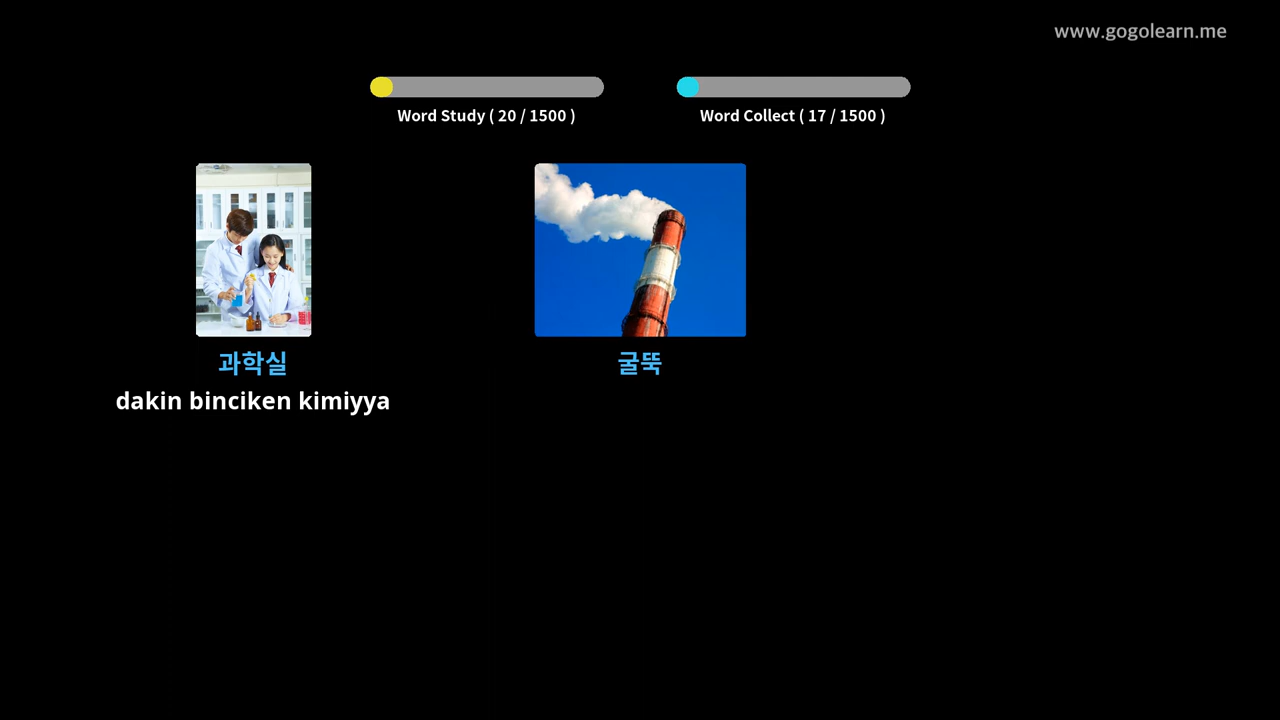 www.gogolearn.me
Word Study ( 20 / 1500 )
Word Collect ( 17 / 1500 )
과학실
굴뚝
dakin binciken kimiyya